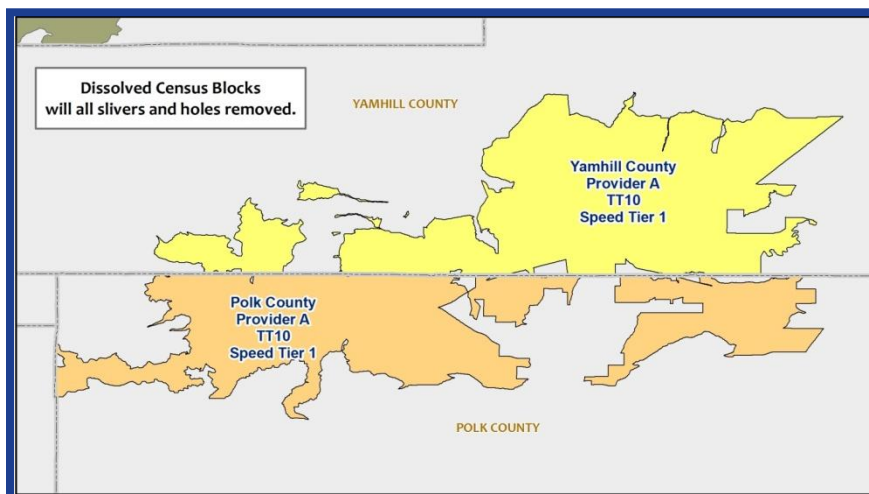 Dissolved Census Blocks
will all slivers and holes removed.
YAMHILL COUNTY
Yamhill County
Provider A
TT10
Speed Tier 1
Polk County
Provider A
TT10
Speed Tier 1
POLK COUNTY